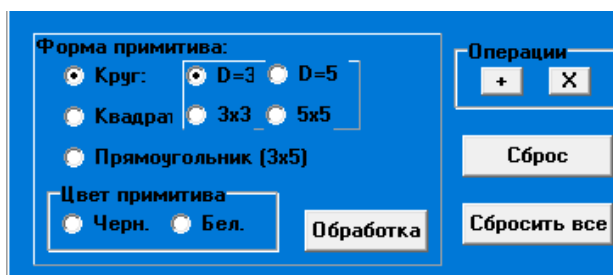 Форма примитива:
Круг: D=3 D=5
Квадрат 3x3 5x5
Прямоугольник (3x5)
Цвет примитива
Черн. Бел.
Обработка
Операции
+ X
Сброс
Сбросить все